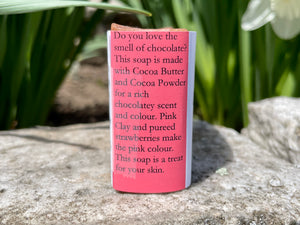 Do you love the
smell of chocolate?
This soap is made
with Cocoa Butter
and Cocoa Powder
for a rich
chocolatey scent
and colour. Pink
Clay and pureed
strawberries make
the pink colour.
This soap is a treat
for your skin.